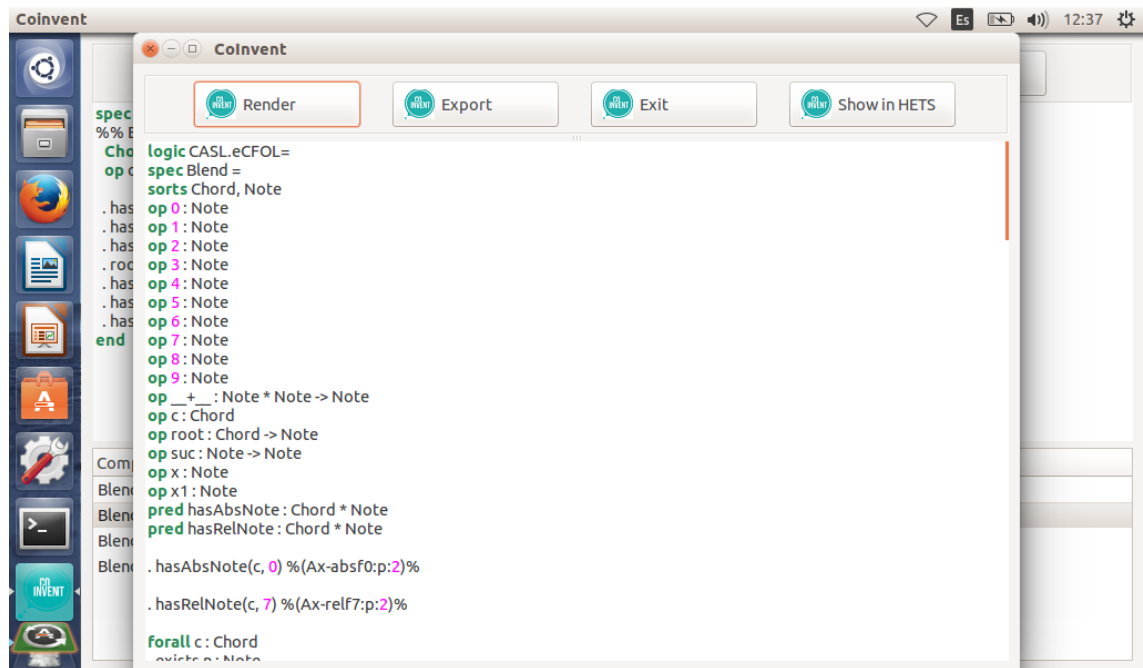 Coinvent
Es
12:37
CoInvent
Render
Export
Exit
Show in HETS
spec
%%
Cho
op
. has
. has
. has
. roo
. has
. has
. has
end
logic CASL.eCFOL=
spec Blend =
sorts Chord, Note
op 0 : Note
op 1 : Note
op 2 : Note
op 3 : Note
op 4 : Note
op 5 : Note
op 6 : Note
op 7 : Note
op 8 : Note
op 9 : Note
op __+__ : Note * Note -> Note
op c : Chord
op root : Chord -> Note
op suc : Note -> Note
op x : Note
op x1 : Note
pred hasAbsNote : Chord * Note
pred hasRelNote : Chord * Note
. hasAbsNote(c, 0) %(Ax-absf0:p:2)%
. hasRelNote(c, 7) %(Ax-relf7:p:2)%
forall c : Chord
. exists n : Note
Com
Blen
Blen
Blen
Blen
CO
INVENT